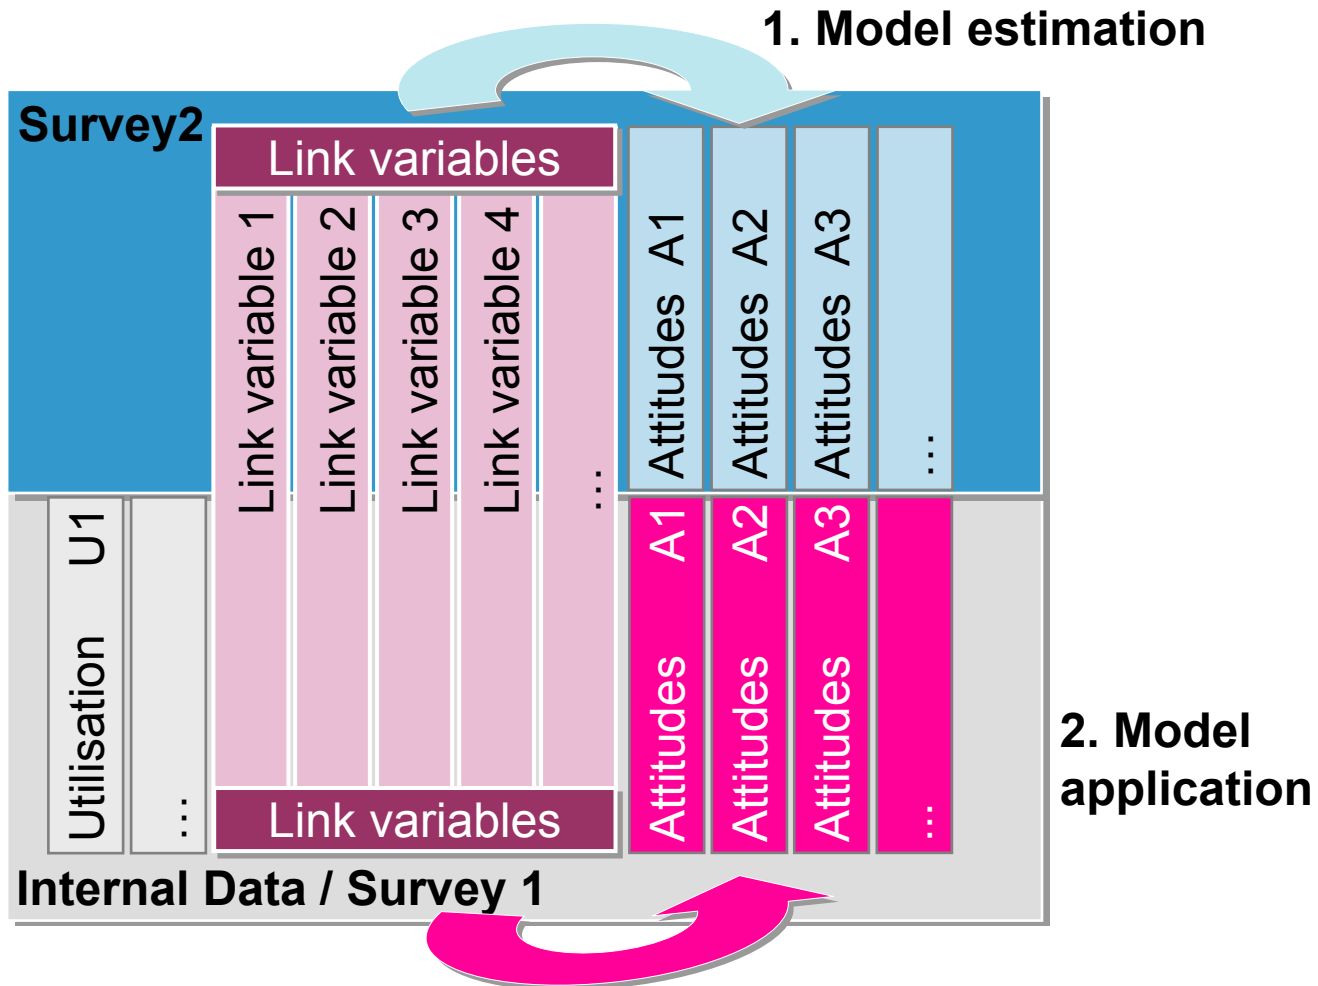 1. Model estimation
Survey2
Link variables
Link variable 1
Link variable 2
Link variable 3
Link variable 4
...
Attitudes A1
Attitudes A2
Attitudes A3
...
Utilisation U1
...
Attitudes A1
Attitudes A2
Attitudes A3
...
Link variables
2. Model
application
Internal Data / Survey 1